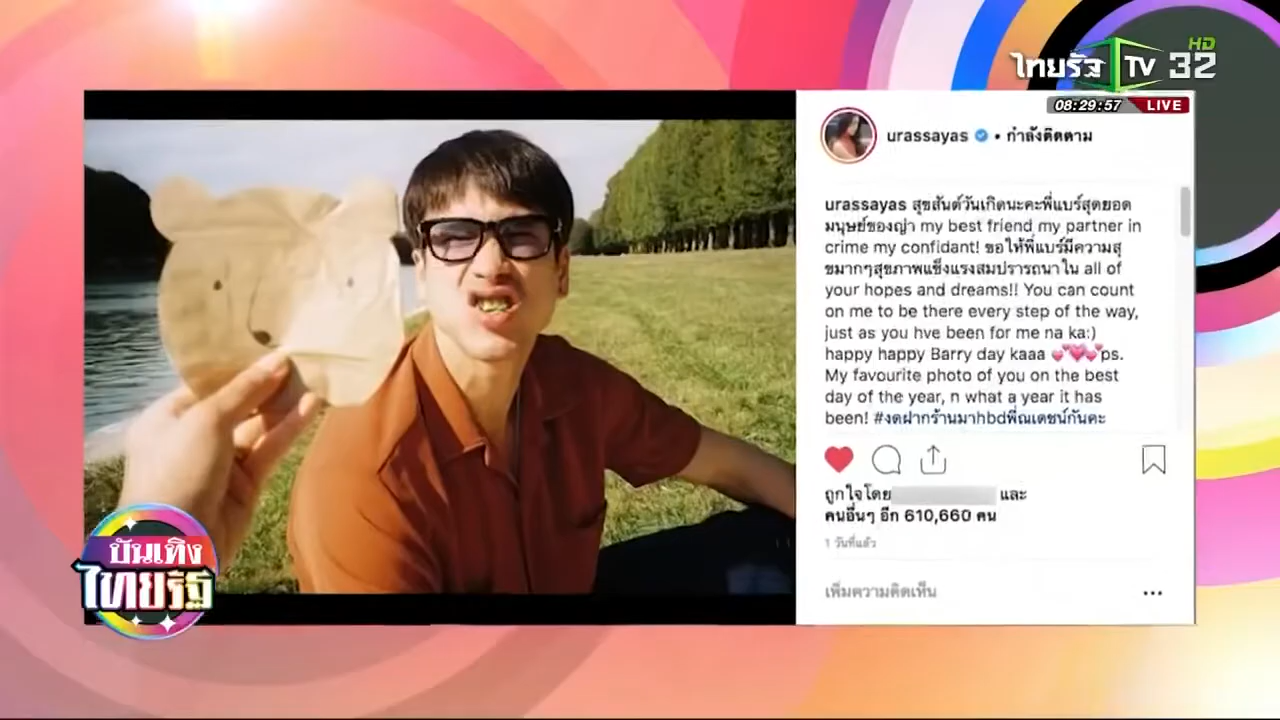 ไทยรัฐ TV HD 32
08:29:57 LIVE
urassayas • กำลังติดตาม
urassayas สุขสันต์วันเกิดนะคะพี่แบร์สุดยอด
มนุษย์ของญ่า my best friend my partner in
crime my confidant! ขอให้พี่แบร์มีความสุ
ขมากๆสุขภาพแข็งแรงสมปรารถนาใน all of
your hopes and dreams!! You can count
on me to be there every step of the way,
just as you hve been for me na ka:)
happy happy Barry day kaaa 💕💗💕ps.
My favourite photo of you on the best
day of the year, n what a year it has
been! #งดฝากร้านมาhbdพี่ณเดชน์กันคะ
ถูกใจโดย และ
คนอื่นๆ อีก 610,660 คน
1 วันที่แล้ว
เพิ่มความคิดเห็น
บันเทิง
ไทยรัฐ